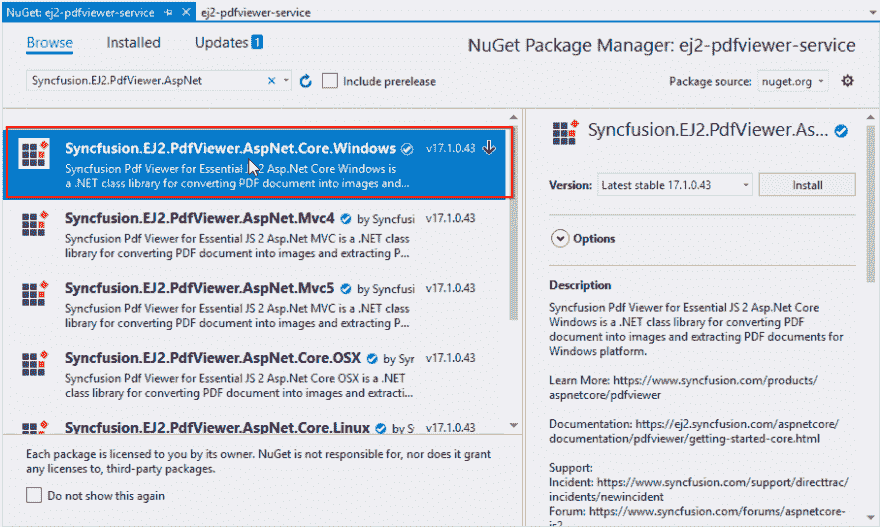 NuGet: ej2-pdfviewer-service
ej2-pdfviewer-service
Browse
Installed
Updates 1
NuGet Package Manager: ej2-pdfviewer-service
Syncfusion.EJ2.PdfViewer.AspNet
Include prerelease
Package source: nuget.org
Syncfusion.EJ2.PdfViewer.AspNet.Core.Windows v17.1.0.43
Syncfusion Pdf Viewer for Essential JS 2 Asp.Net Core Windows is
a .NET class library for converting PDF document into images and...
Syncfusion.EJ2.PdfViewer.AspNet.Mvc4 by Syncfusi v17.1.0.43
Syncfusion Pdf Viewer for Essential JS 2 Asp.Net MVC is a .NET class
library for converting PDF document into images and extracting P...
Syncfusion.EJ2.PdfViewer.AspNet.Mvc5 by Syncfusi v17.1.0.43
Syncfusion Pdf Viewer for Essential JS 2 Asp.Net MVC is a .NET class
library for converting PDF document into images and extracting P...
Syncfusion.EJ2.PdfViewer.AspNet.Core.OSX by Syr v17.1.0.43
Syncfusion Pdf Viewer for Essential JS 2 Asp.Net Core OSX is a .NET
class library for converting PDF document into images and extracti...
Syncfusion.EJ2.PdfViewer.AspNet.Core.Linux by S v17.1.0.43
Each package is licensed to you by its owner. NuGet is not responsible for, nor does it grant
any licenses to, third-party packages.
Do not show this again
Syncfusion.EJ2.PdfViewer.As...
Version: Latest stable 17.1.0.43
Install
Options
Description
Syncfusion Pdf Viewer for Essential JS 2 Asp.Net Core
Windows is a .NET class library for converting PDF
document into images and extracting PDF documents for
Windows platform.
Learn More: https://www.syncfusion.com/products/
aspnetcore/pdfviewer
Documentation: https://ej2.syncfusion.com/aspnetcore/
documentation/pdfviewer/getting-started-core.html
Support:
Incident: https://www.syncfusion.com/support/directtrac/
incidents/newincident
Forum: https://www.syncfusion.com/forums/aspnetcore-